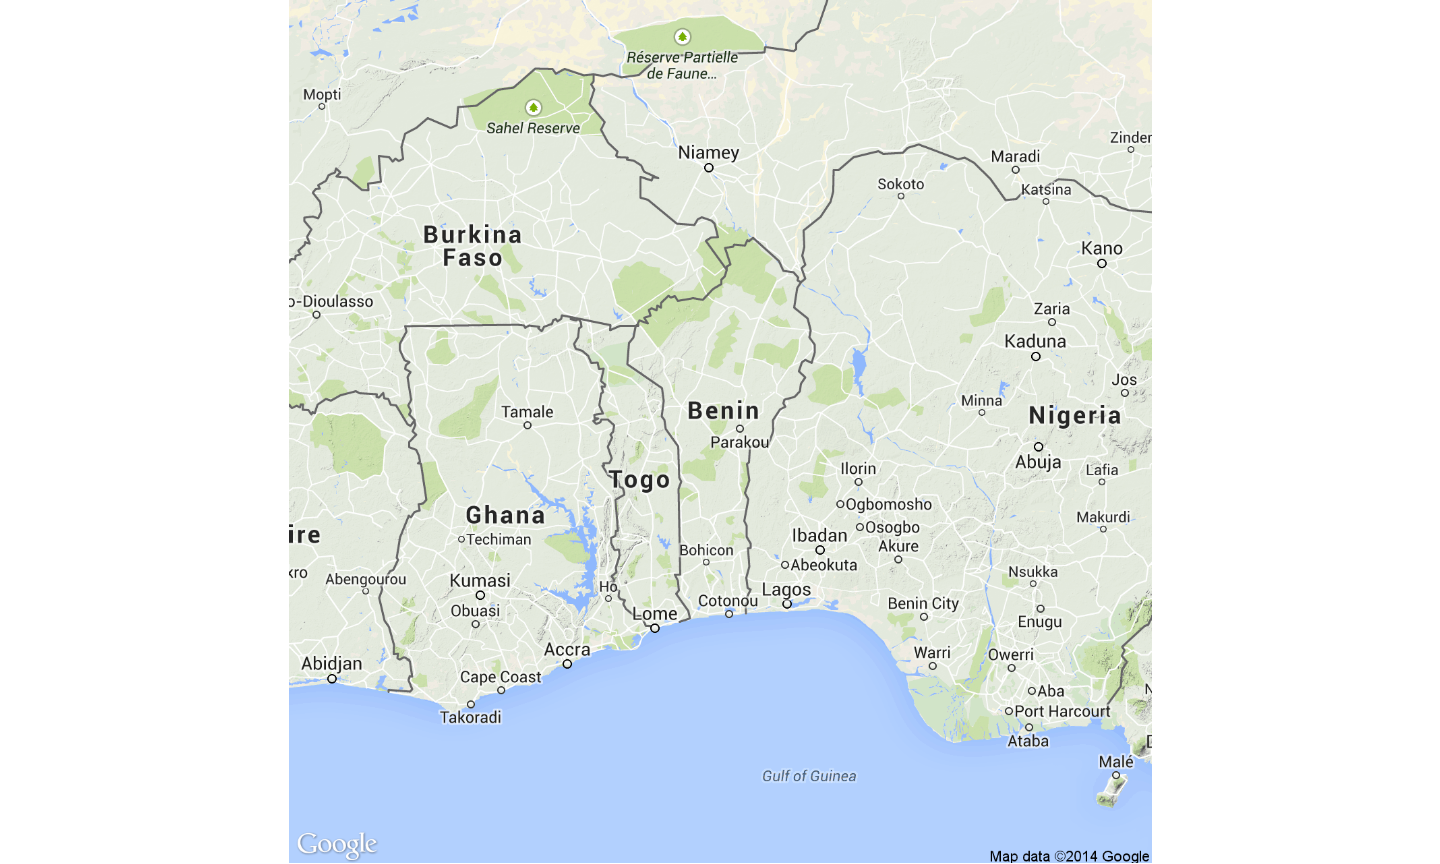 Réserve Partielle
de Faune...
Mopti
Sahel Reserve
Zinder
Niamey
Maradi
Sokoto
Katsina
Burkina
Faso
Kano
o-Dioulasso
Zaria
Kaduna
Jos
Minna
Tamale
Benin
Nigeria
Parakou
Abuja
Ilorin
Lafia
Togo
Ogbomosho
Ghana
Makurdi
Osogbo
ire
Techiman
Ibadan
Akure
Bohicon
Abeokuta
kro
Abengourou
Kumasi
Ho
Nsukka
Lagos
Cotonou
Benin City
Obuasi
Lome
Enugu
Accra
Warri
Owerri
Abidjan
Cape Coast
Aba
N
Takoradi
Port Harcourt
Ataba
D
Malé
Gulf of Guinea
Google
Map data ©2014 Google